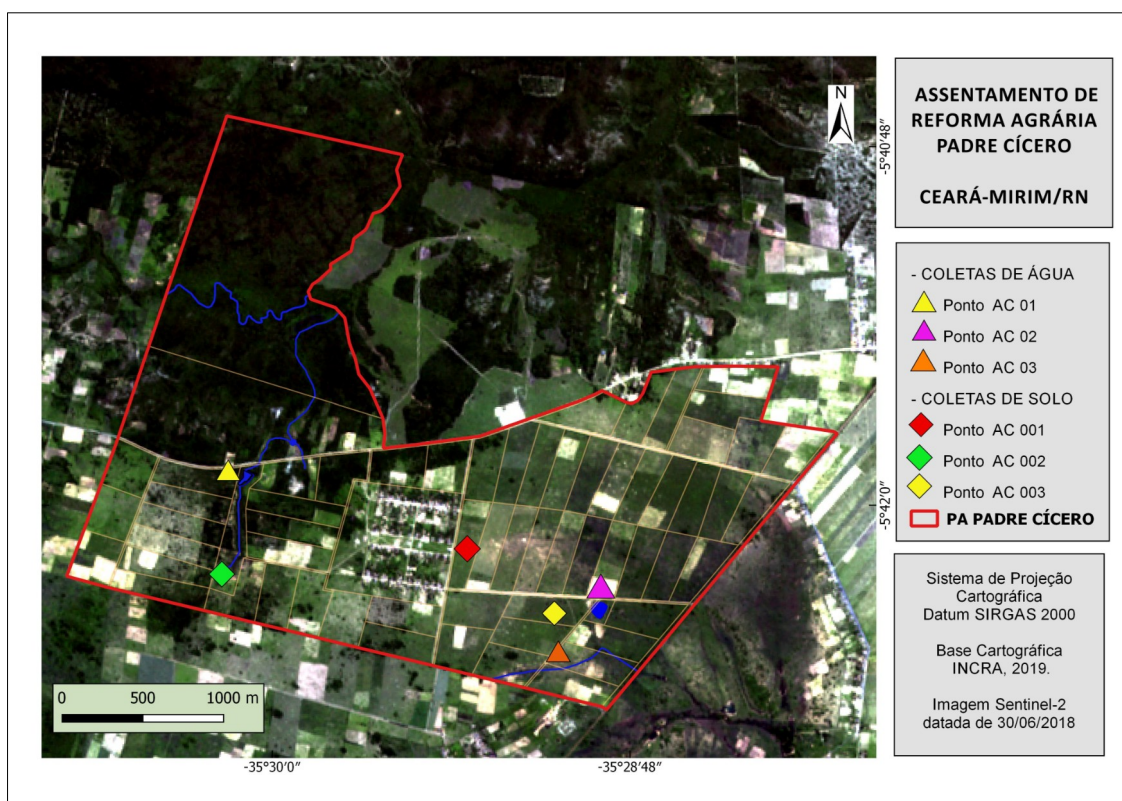 N
-5°40'48"
-5°42'0"
-35°30'0"
-35°28'48"
0 500 1000 m
ASSENTAMENTO DE
REFORMA AGRÁRIA
PADRE CÍCERO
CEARÁ-MIRIM/RN
- COLETAS DE ÁGUA
Ponto AC 01
Ponto AC 02
Ponto AC 03
- COLETAS DE SOLO
Ponto AC 001
Ponto AC 002
Ponto AC 003
PA PADRE CÍCERO
Sistema de Projeção
Cartográfica
Datum SIRGAS 2000
Base Cartográfica
INCRA, 2019.
Imagem Sentinel-2
datada de 30/06/2018